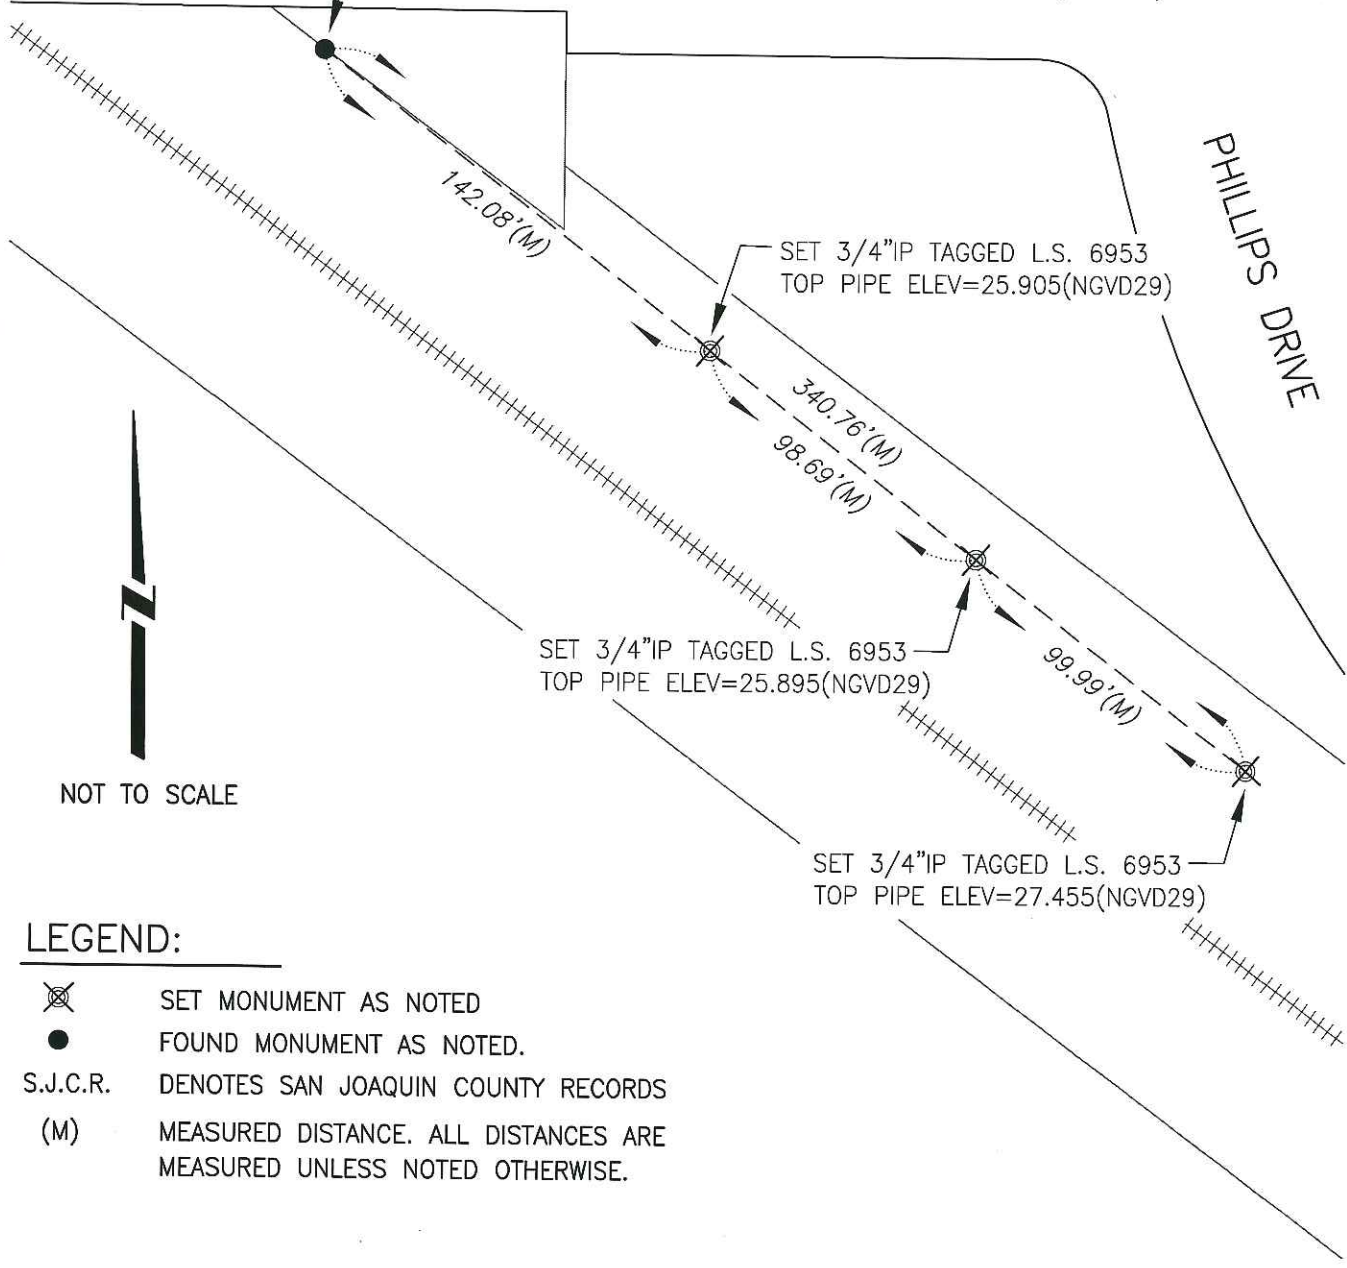 PHILLIPS DRIVE
142.08'(M)
SET 3/4"IP TAGGED L.S. 6953
TOP PIPE ELEV=25.905(NGVD29)
340.76'(M)
98.69'(M)
SET 3/4"IP TAGGED L.S. 6953
TOP PIPE ELEV=25.895(NGVD29)
99.99'(M)
SET 3/4"IP TAGGED L.S. 6953
TOP PIPE ELEV=27.455(NGVD29)
Z
NOT TO SCALE
LEGEND:
SET MONUMENT AS NOTED
FOUND MONUMENT AS NOTED.
S.J.C.R. DENOTES SAN JOAQUIN COUNTY RECORDS
(M) MEASURED DISTANCE. ALL DISTANCES ARE
MEASURED UNLESS NOTED OTHERWISE.